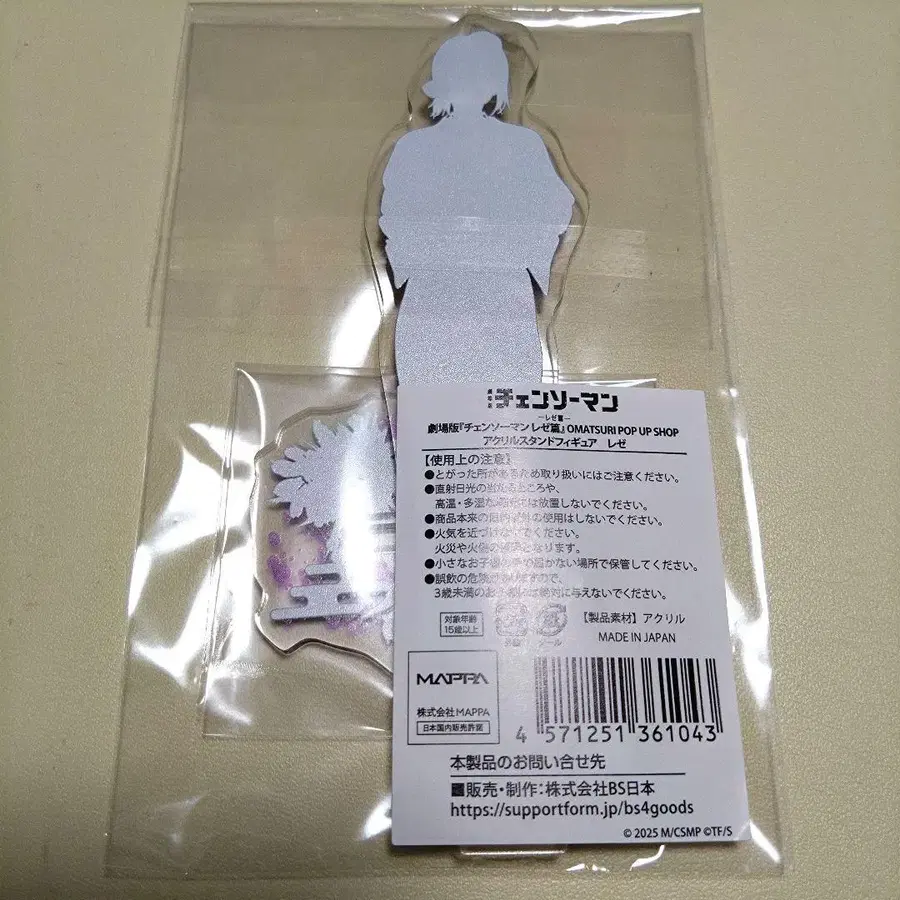 劇場版
チェンソーマン
―レゼ篇―
劇場版『チェンソーマン レゼ篇』OMATSURI POP UP SHOP
アクリルスタンドフィギュア レゼ
【使用上の注意】
●とがった所があるため取り扱いにはご注意ください。
●直射日光の当たるところや、
高温・多湿な場所には放置しないでください。
●商品本来の目的以外の使用はしないでください。
●火気を近づけないでください。
火災や火傷の原因となります。
●小さなお子様の手の届かない場所で保管してください。
●誤飲の危険がありますので、
3歳未満のお子様には絶対に与えないでください。
対象年齢
15歳以上
【製品素材】アクリル
MADE IN JAPAN
MAPPA
株式会社MAPPA
日本国内販売許諾
4 571251 361043
本製品のお問い合せ先
■販売・制作：株式会社BS日本
https://supportform.jp/bs4goods
© 2025 M/CSMP ©TF/S